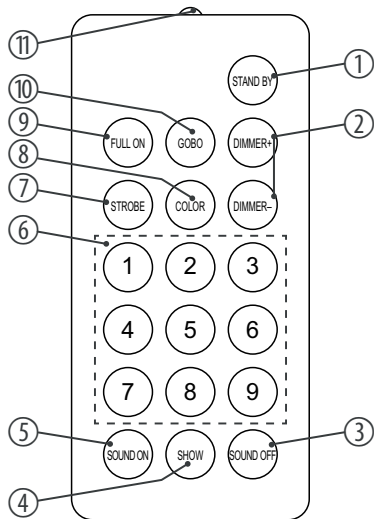 ⑪
STAND BY ①
⑩
⑨ FULL ON GOBO DIMMER+ ②
⑧
⑦ STROBE COLOR DIMMER–
⑥
1 2 3
4 5 6
7 8 9
⑤ ③
SOUND ON SHOW SOUND OFF
④